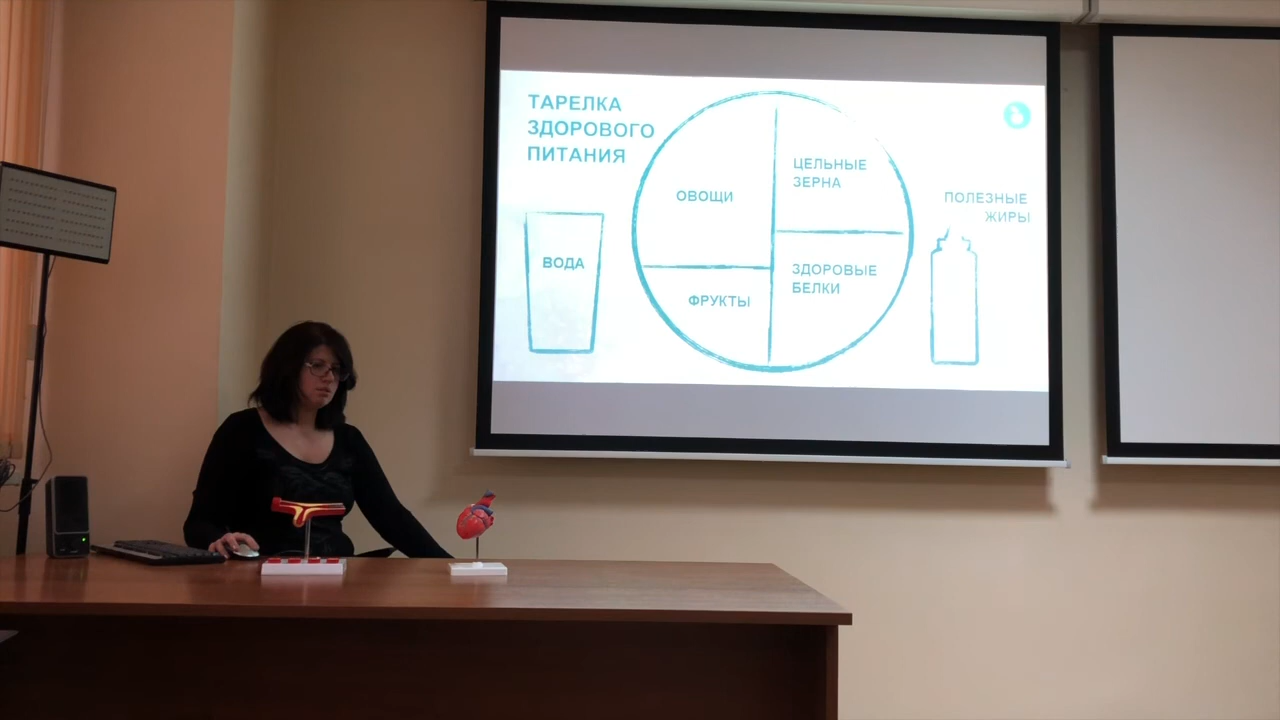 ТАРЕЛКА
ЗДОРОВОГО
ПИТАНИЯ
ВОДА
ОВОЩИ
ФРУКТЫ
ЦЕЛЬНЫЕ
ЗЕРНА
ЗДОРОВЫЕ
БЕЛКИ
ПОЛЕЗНЫЕ
ЖИРЫ